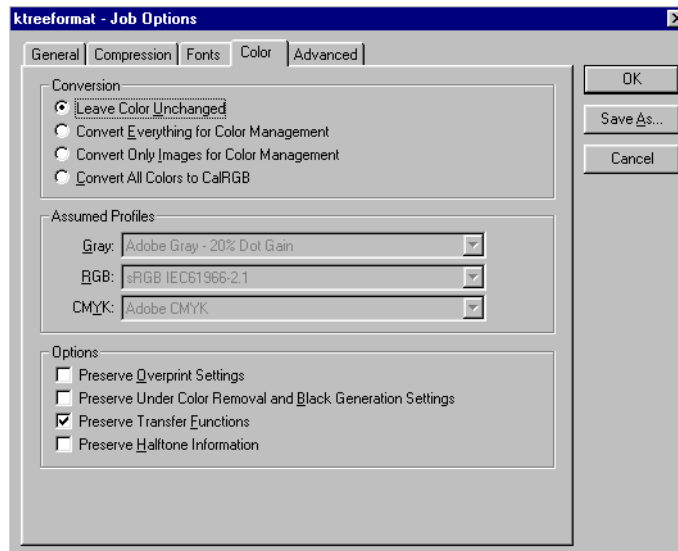 ktreeformat - Job Options
General
Compression
Fonts
Color
Advanced
Conversion
Leave Color Unchanged
Convert Everything for Color Management
Convert Only Images for Color Management
Convert All Colors to CalRGB
Assumed Profiles
Gray: Adobe Gray - 20% Dot Gain
RGB: sRGB IEC61966-2.1
CMYK: Adobe CMYK
Options
Preserve Overprint Settings
Preserve Under Color Removal and Black Generation Settings
Preserve Transfer Functions
Preserve Halftone Information
OK
Save As...
Cancel